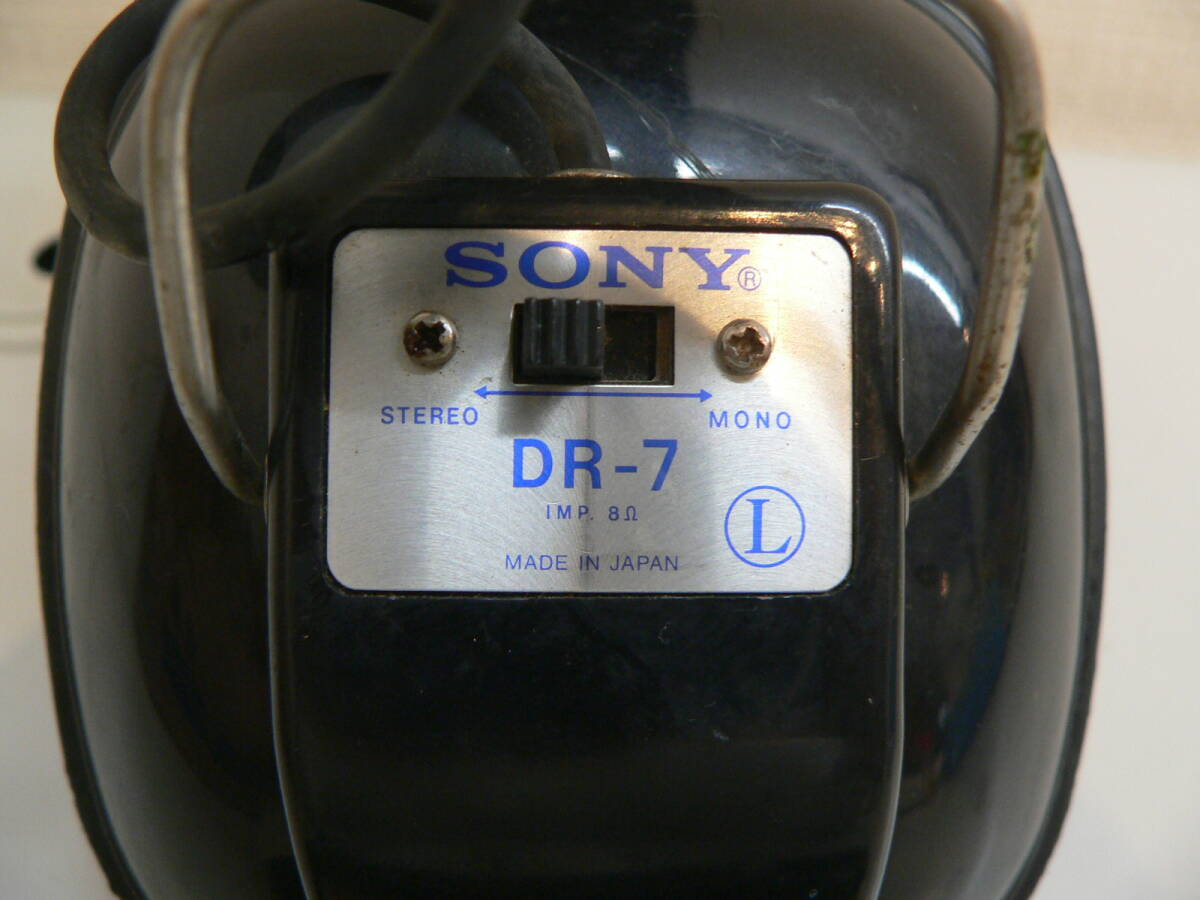 SONY®
STEREO MONO
DR-7
IMP. 8Ω
L
MADE IN JAPAN